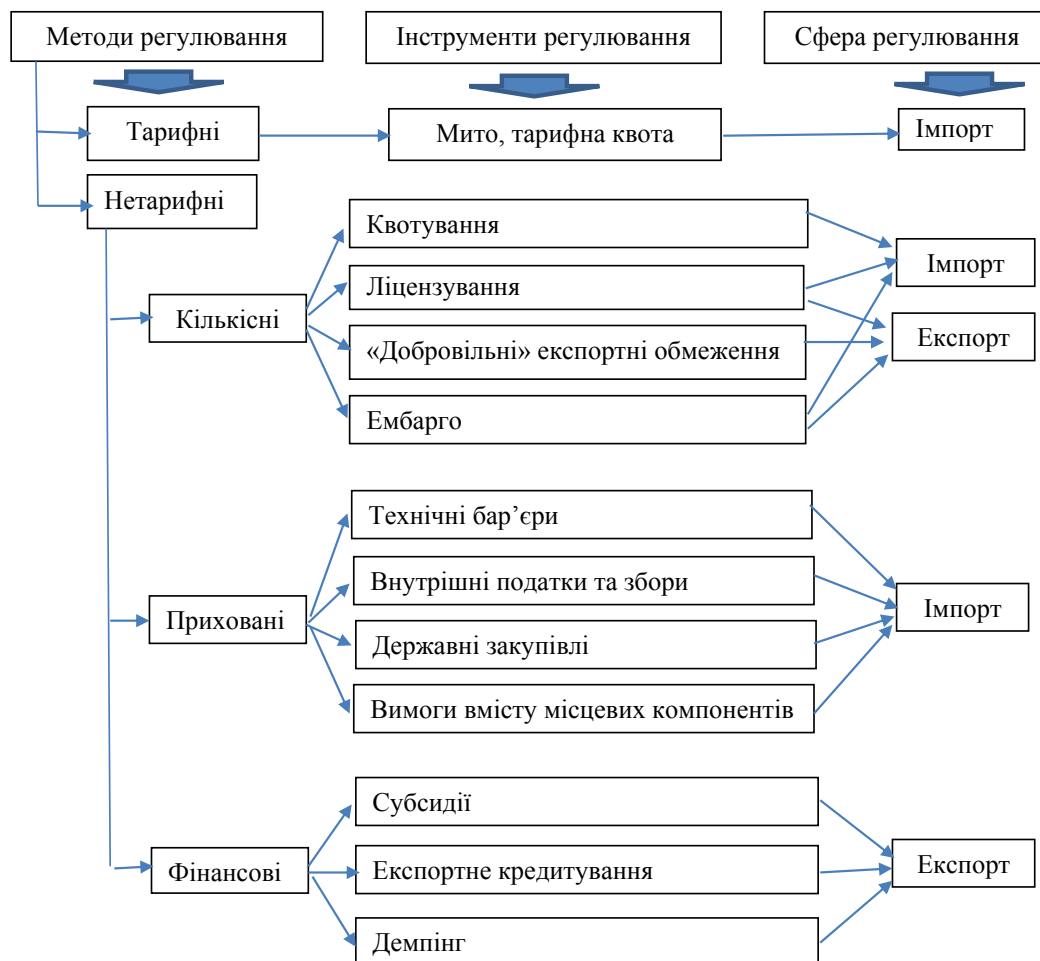 Методи регулювання
Інструменти регулювання
Сфера регулювання
Тарифні
Мито, тарифна квота
Імпорт
Нетарифні
Квотування
Імпорт
Ліцензування
Кількісні
Експорт
«Добровільні» експортні обмеження
Ембарго
Технічні бар’єри
Внутрішні податки та збори
Імпорт
Приховані
Державні закупівлі
Вимоги вмісту місцевих компонентів
Субсидії
Експорт
Фінансові
Експортне кредитування
Демпінг